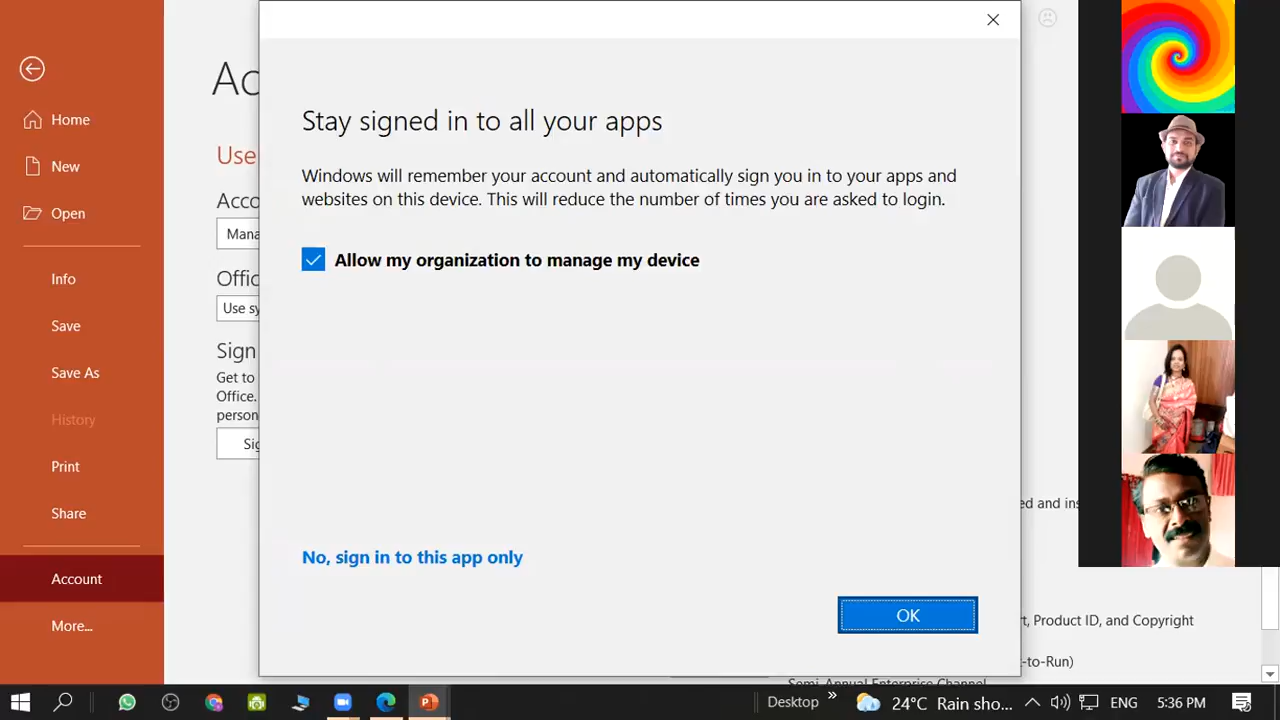 Home
New
Open
Info
Save
Save As
History
Print
Share
Account
More...
Ac
Use
Acco
Mana
Offic
Use sy
Sign
Get to
Office.
person
Sig
Stay signed in to all your apps
Windows will remember your account and automatically sign you in to your apps and
websites on this device. This will reduce the number of times you are asked to login.
Allow my organization to manage my device
No, sign in to this app only
OK
ed and ins
t, Product ID, and Copyright
-to-Run)
Semi-Annual Enterprise Channel
Desktop
24°C Rain sho...
ENG
5:36 PM